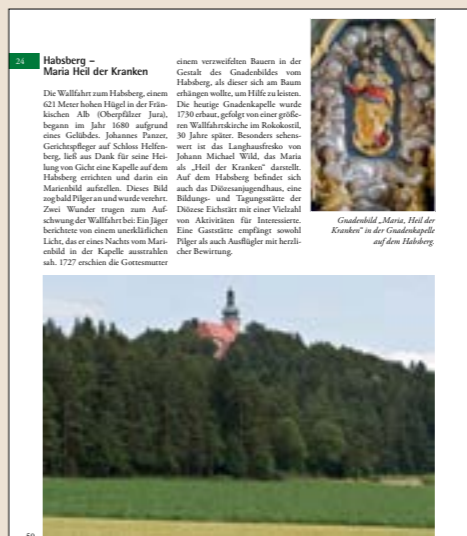 24
Habsberg –
Maria Heil der Kranken
Die Wallfahrt zum Habsberg, einem
621 Meter hohen Hügel in der Frän-
kischen Alb (Oberpfälzer Jura),
begann im Jahr 1680 aufgrund
eines Gelübdes. Johannes Panzer,
Gerichtspfleger auf Schloss Helfen-
berg, ließ aus Dank für seine Hei-
lung von Gicht eine Kapelle auf dem
Habsberg errichten und darin ein
Marienbild aufstellen. Dieses Bild
zog bald Pilger an und wurde verehrt.
Zwei Wunder trugen zum Auf-
schwung der Wallfahrt bei: Ein Jäger
berichtete von einem unerklärlichen
Licht, das er eines Nachts vom Mari-
enbild in der Kapelle ausstrahlen
sah. 1727 erschien die Gottesmutter
einem verzweifelten Bauern in der
Gestalt des Gnadenbildes vom
Habsberg, als dieser sich am Baum
erhängen wollte, um Hilfe zu leisten.
Die heutige Gnadenkapelle wurde
1730 erbaut, gefolgt von einer größe-
ren Wallfahrtskirche im Rokokostil,
30 Jahre später. Besonders sehens-
wert ist das Langhausfresko von
Johann Michael Wild, das Maria
als „Heil der Kranken“ darstellt.
Auf dem Habsberg befindet sich
auch das Diözesanjugendhaus, eine
Bildungs- und Tagungsstätte der
Diözese Eichstätt mit einer Vielzahl
von Aktivitäten für Interessierte.
Eine Gaststätte empfängt sowohl
Pilger als auch Ausflügler mit herzli-
cher Bewirtung.
Gnadenbild „Maria, Heil der
Kranken“ in der Gnadenkapelle
auf dem Habsberg.
50